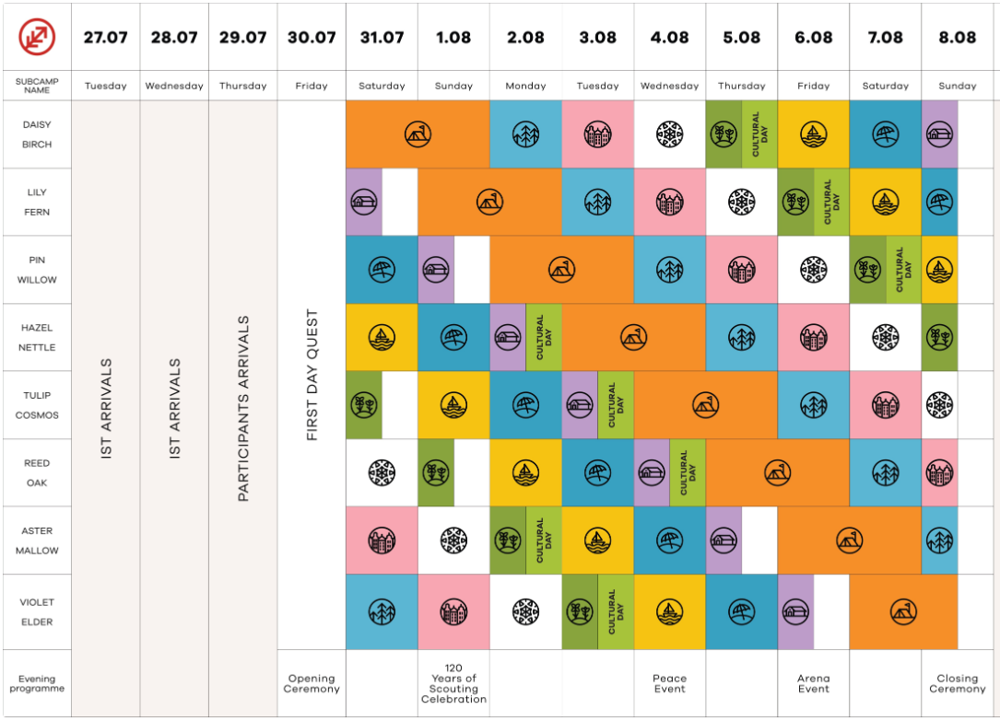 27.07 28.07 29.07 30.07 31.07 1.08 2.08 3.08 4.08 5.08 6.08 7.08 8.08
SUBCAMP
NAME
Tuesday Wednesday Thursday Friday Saturday Sunday Monday Tuesday Wednesday Thursday Friday Saturday Sunday
IST ARRIVALS
IST ARRIVALS
PARTICIPANTS ARRIVALS
FIRST DAY QUEST
DAISY
BIRCH
CULTURAL
DAY
LILY
FERN
CULTURAL
DAY
PIN
WILLOW
CULTURAL
DAY
HAZEL
NETTLE
CULTURAL
DAY
TULIP
COSMOS
CULTURAL
DAY
REED
OAK
CULTURAL
DAY
ASTER
MALLOW
CULTURAL
DAY
VIOLET
ELDER
CULTURAL
DAY
Evening
programme
Opening
Ceremony
120
Years of
Scouting
Celebration
Peace
Event
Arena
Event
Closing
Ceremony